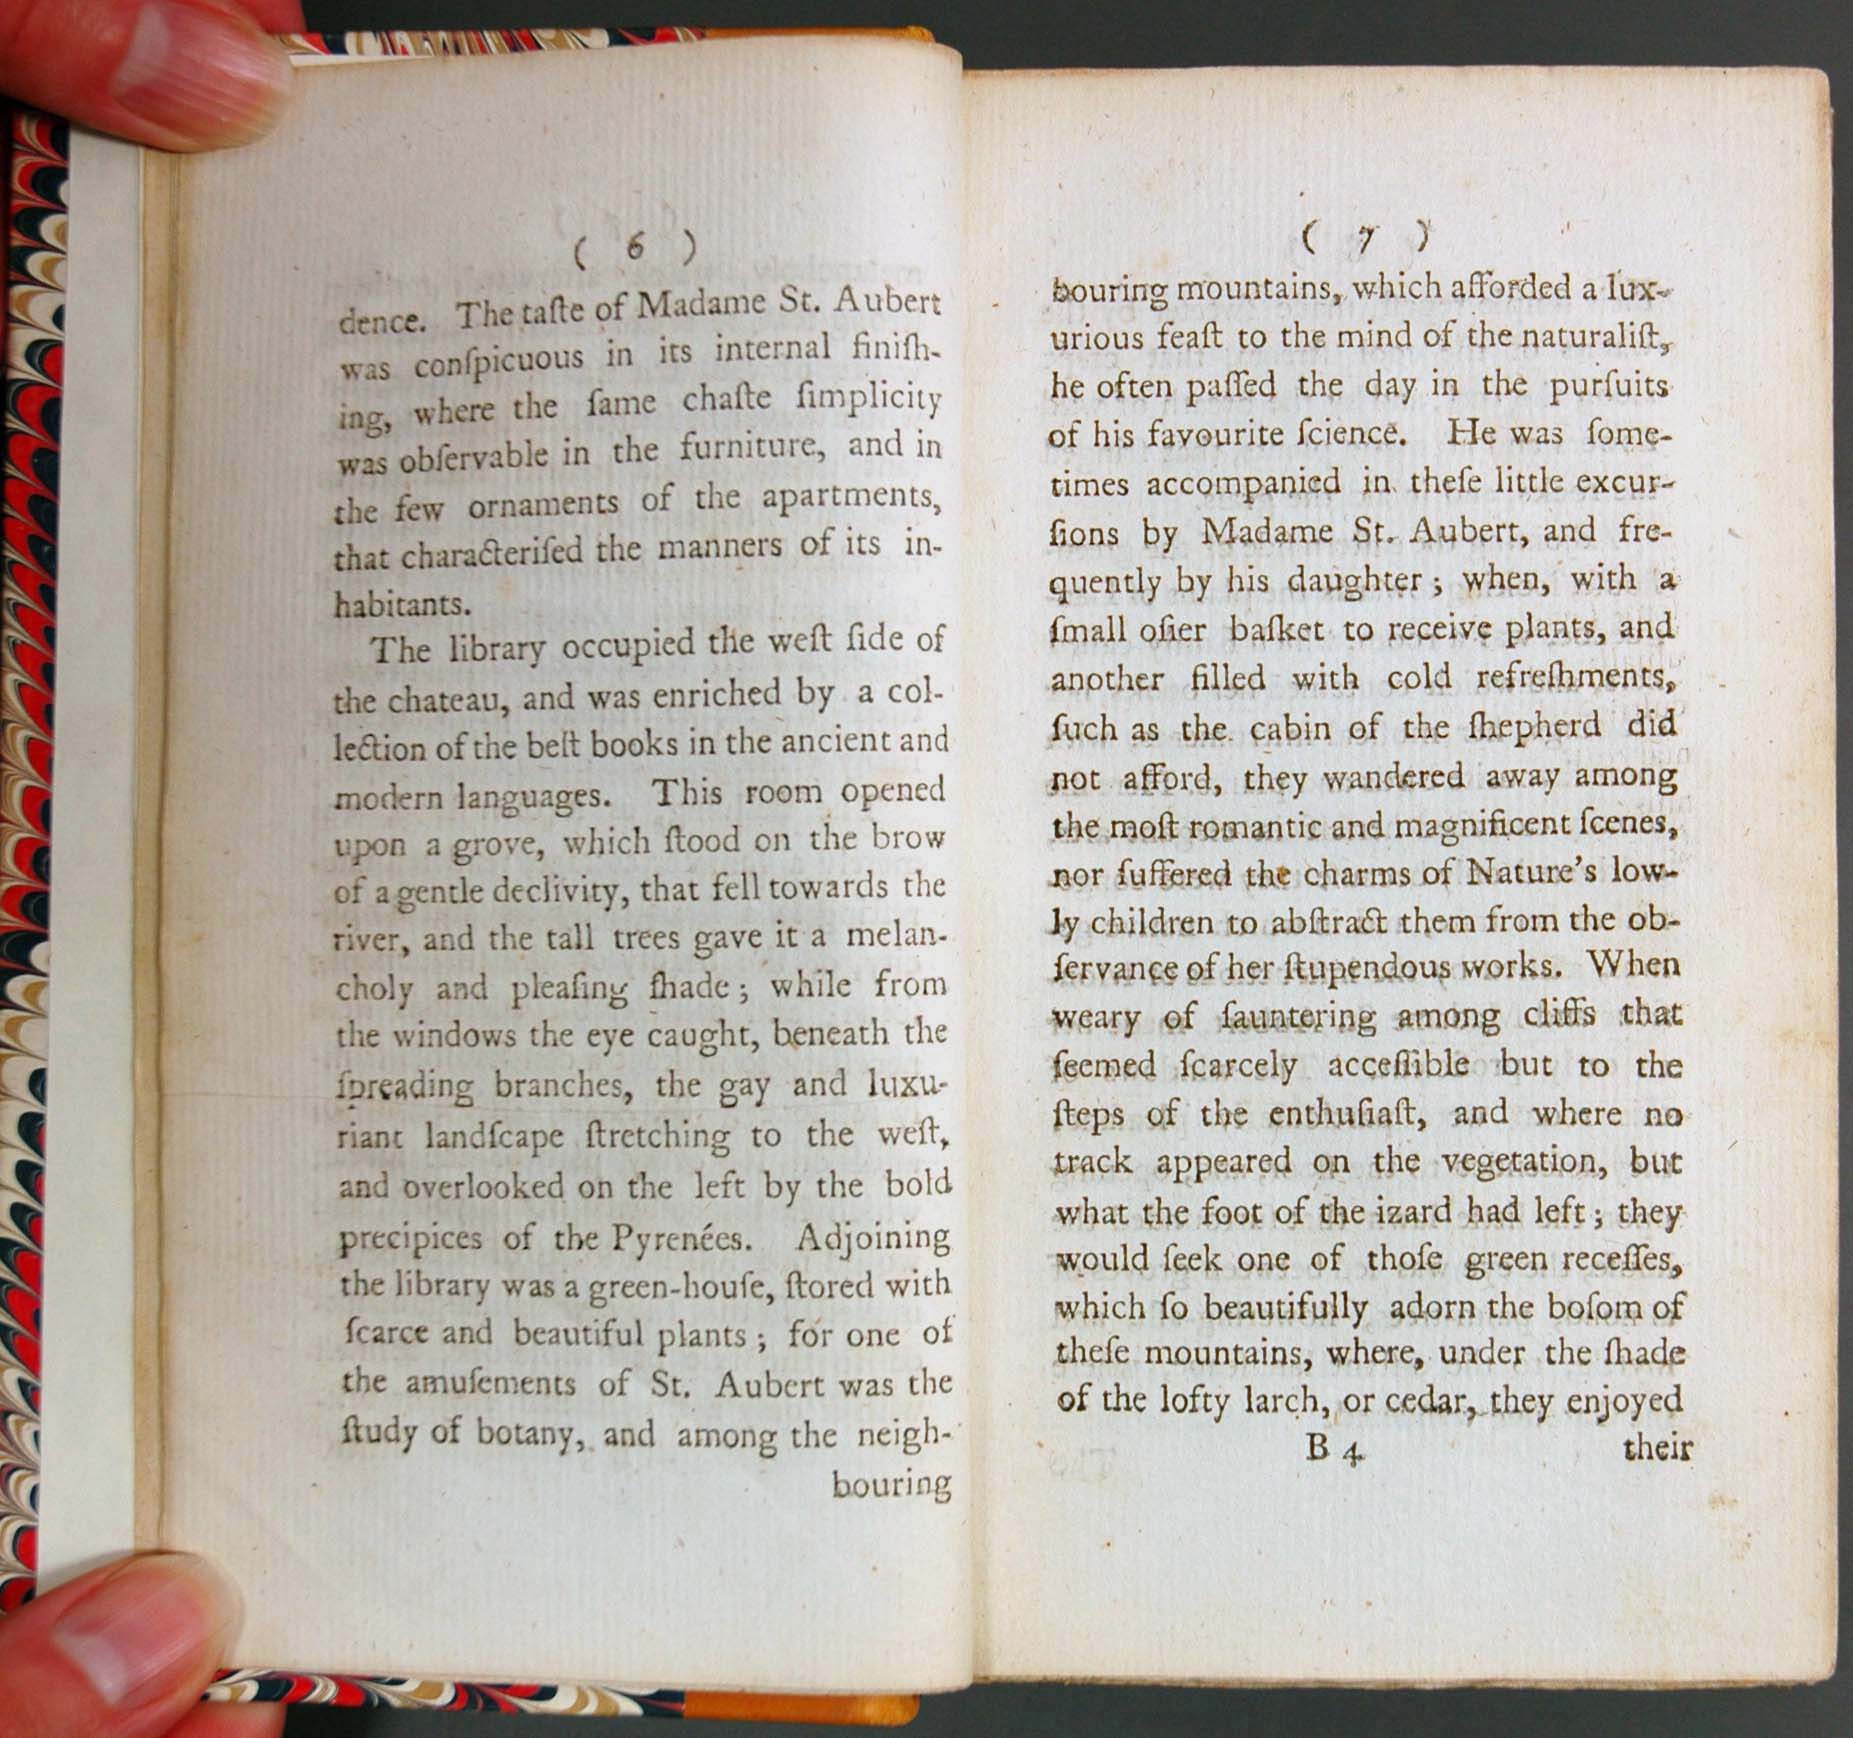 ( 6 )
dence. The taſte of Madame St. Aubert
was conſpicuous in its internal finiſh-
ing, where the ſame chaſte ſimplicity
was obſervable in the furniture, and in
the few ornaments of the apartments,
that characteriſed the manners of its in-
habitants.
The library occupied the weſt ſide of
the chateau, and was enriched by a col-
lection of the beſt books in the ancient and
modern languages. This room opened
upon a grove, which ſtood on the brow
of a gentle declivity, that fell towards the
river, and the tall trees gave it a melan-
choly and pleaſing ſhade; while from
the windows the eye caught, beneath the
ſpreading branches, the gay and luxu-
riant landſcape ſtretching to the weſt,
and overlooked on the left by the bold
precipices of the Pyrenées. Adjoining
the library was a green-houſe, ſtored with
ſcarce and beautiful plants; for one of
the amuſements of St. Aubert was the
ſtudy of botany, and among the neigh-
bouring
( 7 )
bouring mountains, which afforded a lux-
urious feaſt to the mind of the naturaliſt,
he often paſſed the day in the purſuits
of his favourite ſcience. He was ſome-
times accompanied in theſe little excur-
ſions by Madame St. Aubert, and fre-
quently by his daughter; when, with a
ſmall oſier baſket to receive plants, and
another filled with cold refreſhments,
ſuch as the cabin of the ſhepherd did
not afford, they wandered away among
the moſt romantic and magnificent ſcenes,
nor ſuffered the charms of Nature's low-
ly children to abſtract them from the ob-
ſervance of her ſtupendous works. When
weary of ſauntering among cliffs that
ſeemed ſcarcely acceſſible but to the
ſteps of the enthuſiaſt, and where no
track appeared on the vegetation, but
what the foot of the izard had left; they
would ſeek one of thoſe green receſſes,
which ſo beautifully adorn the boſom of
theſe mountains, where, under the ſhade
of the lofty larch, or cedar, they enjoyed
B 4 their